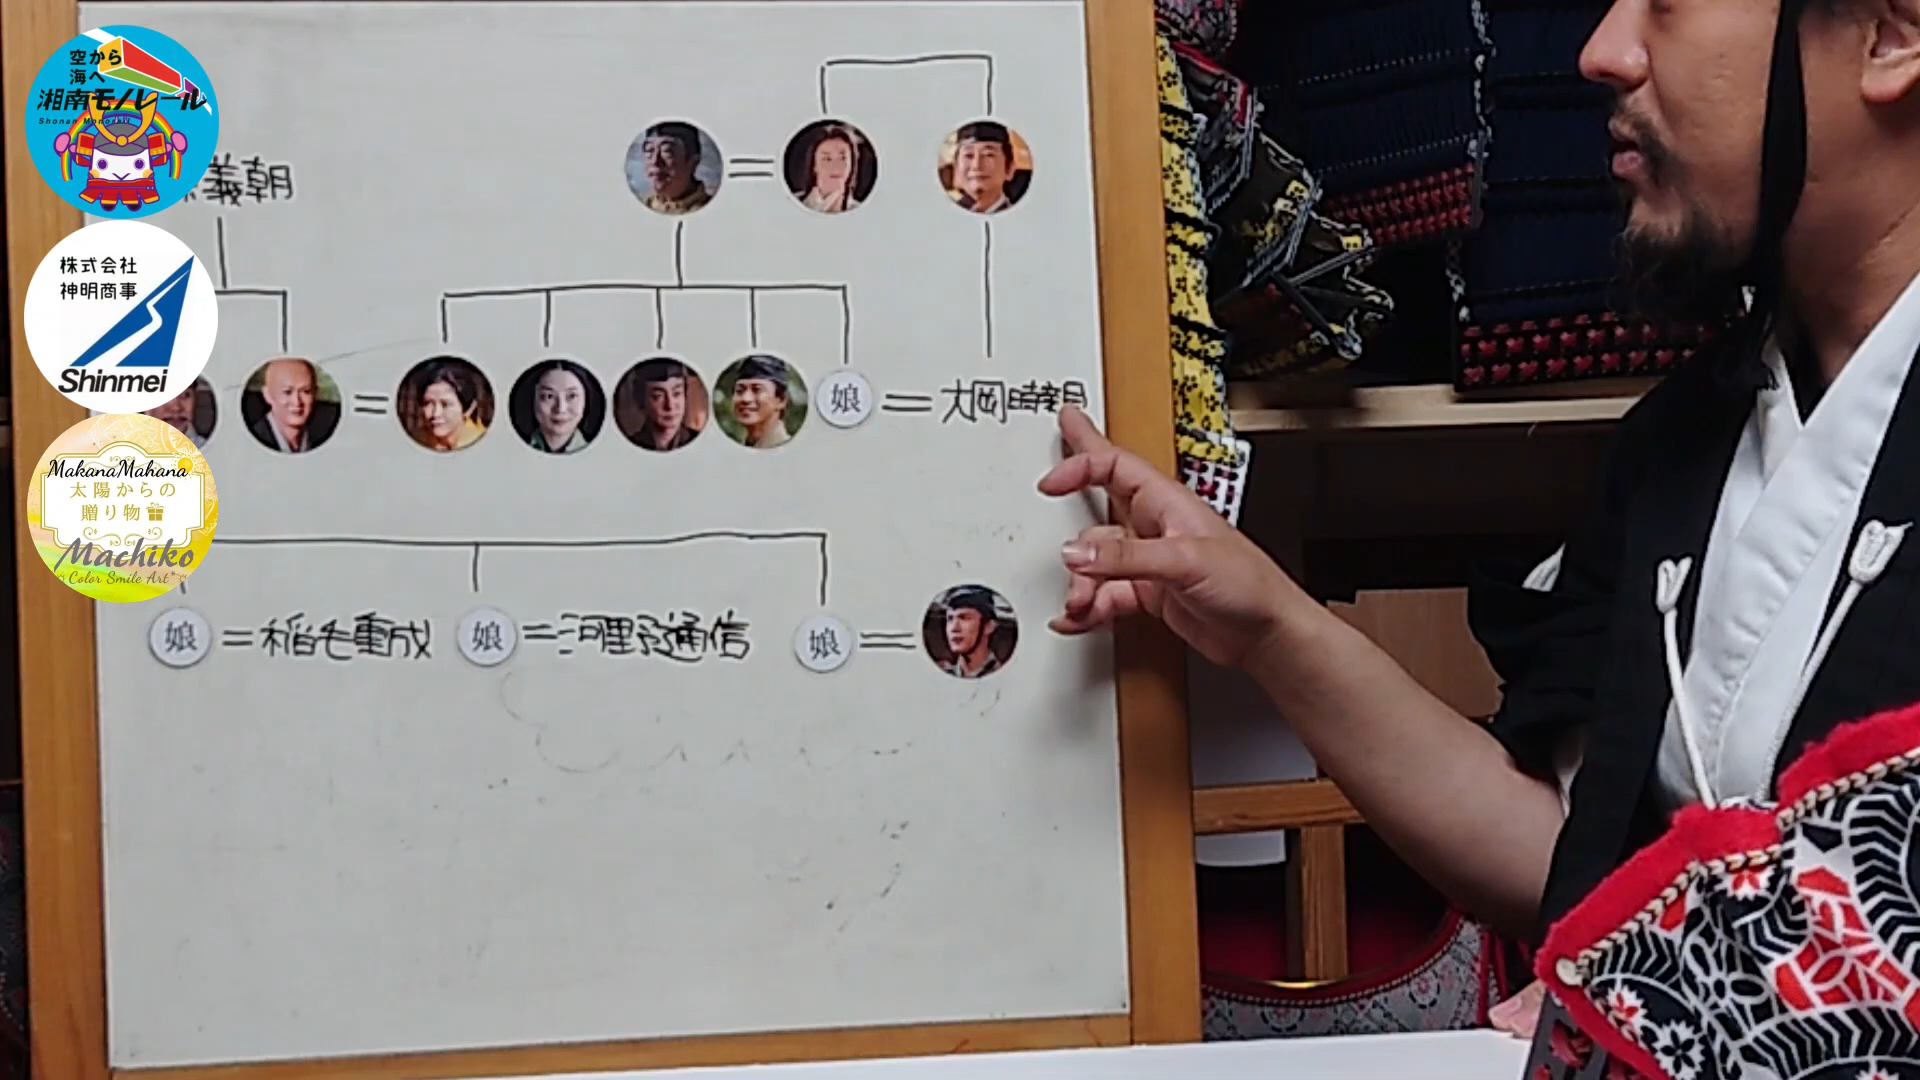 空から
海へ
湘南モノレール
Shonan Monorail
義朝
株式会社
神明商事
Shinmei
娘 = 大岡時親
MakanaMahana
太陽からの
贈り物
Machiko
Color Smile Art
娘 = 稲毛重成 娘 = 河野通信 娘 =